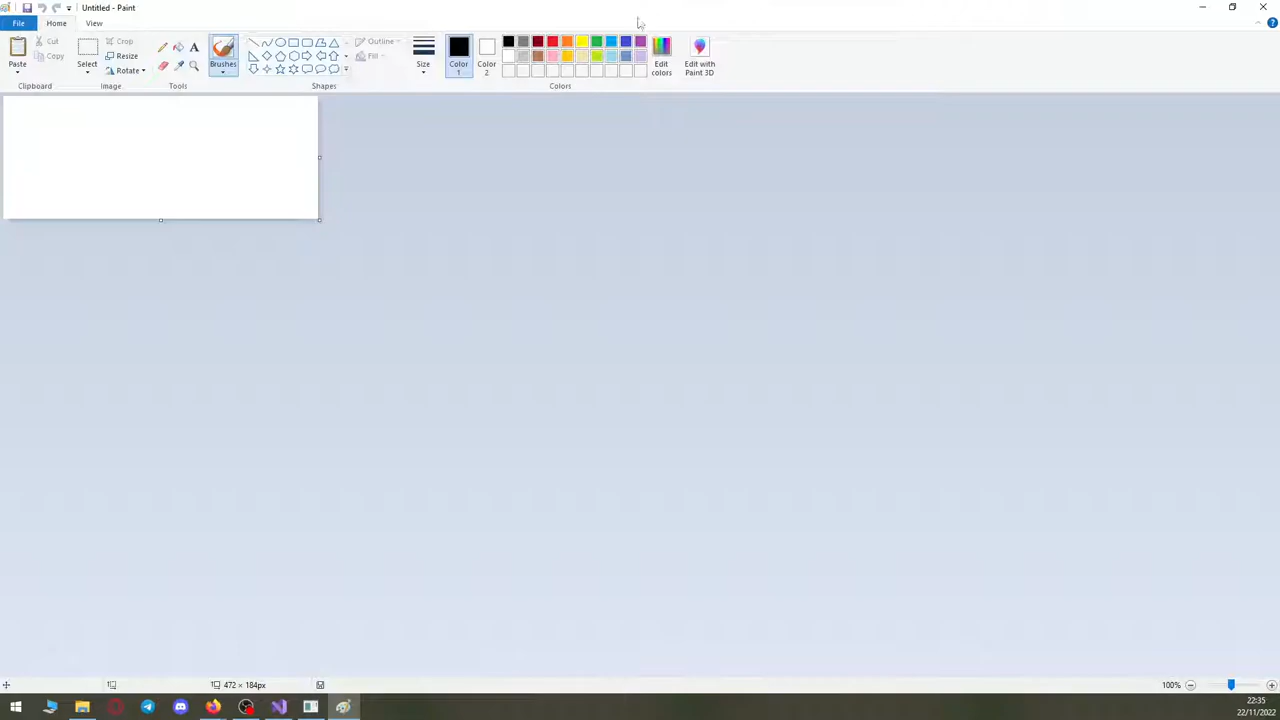 Untitled - Paint
File Home View
Paste Cut Copy
Clipboard
Select Crop Resize Rotate
Image
A
Tools
Brushes
Outline Fill
Shapes
Size
Color 1
Color 2
Colors
Edit colors
Edit with Paint 3D
472 × 184px
100%
22:35
22/11/2022